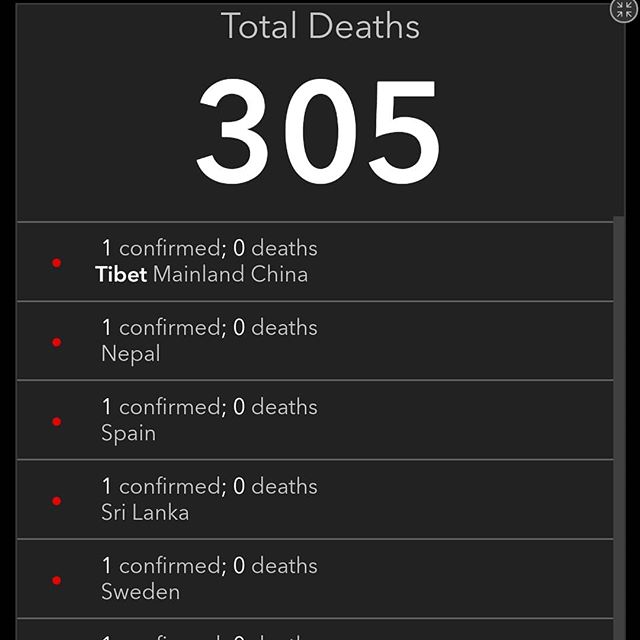 Total Deaths
305
1 confirmed; 0 deaths
Tibet Mainland China
1 confirmed; 0 deaths
Nepal
1 confirmed; 0 deaths
Spain
1 confirmed; 0 deaths
Sri Lanka
1 confirmed; 0 deaths
Sweden